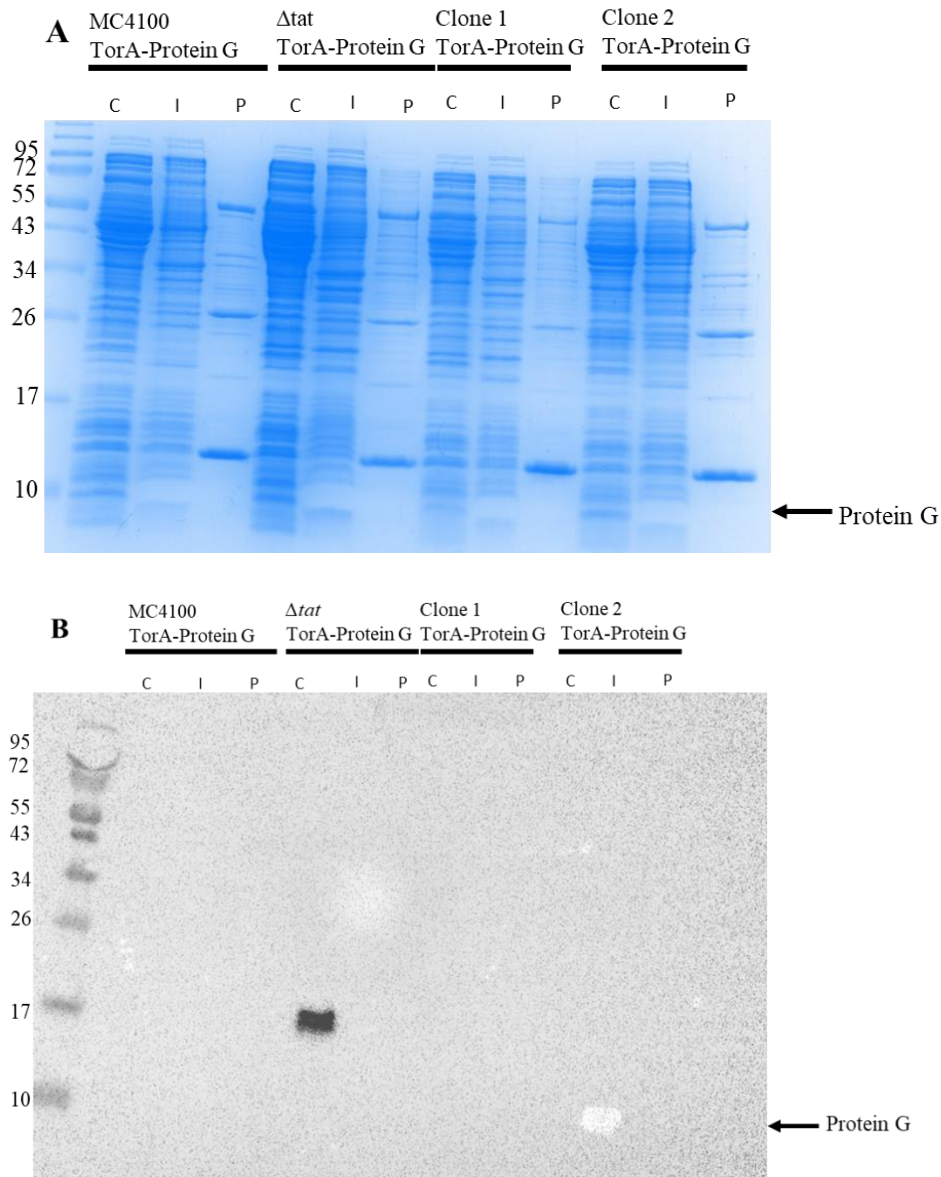 A
MC4100
TorA-Protein G
Δtat
TorA-Protein G
Clone 1
TorA-Protein G
Clone 2
TorA-Protein G
C I P C I P C I P C I P
95
72
55
43
34
26
17
10
Protein G
B
MC4100
TorA-Protein G
Δtat
TorA-Protein G
Clone 1
TorA-Protein G
Clone 2
TorA-Protein G
C I P C I P C I P C I P
95
72
55
43
34
26
17
10
Protein G